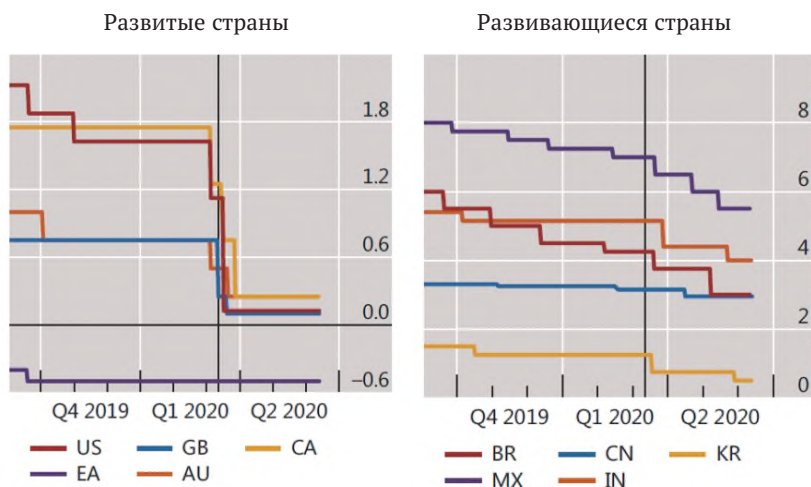 Развитые страны
1.8
1.2
0.6
0.0
–0.6
Q4 2019 Q1 2020 Q2 2020
US GB CA
EA AU
Развивающиеся страны
8
6
4
2
0
Q4 2019 Q1 2020 Q2 2020
BR CN KR
MX IN